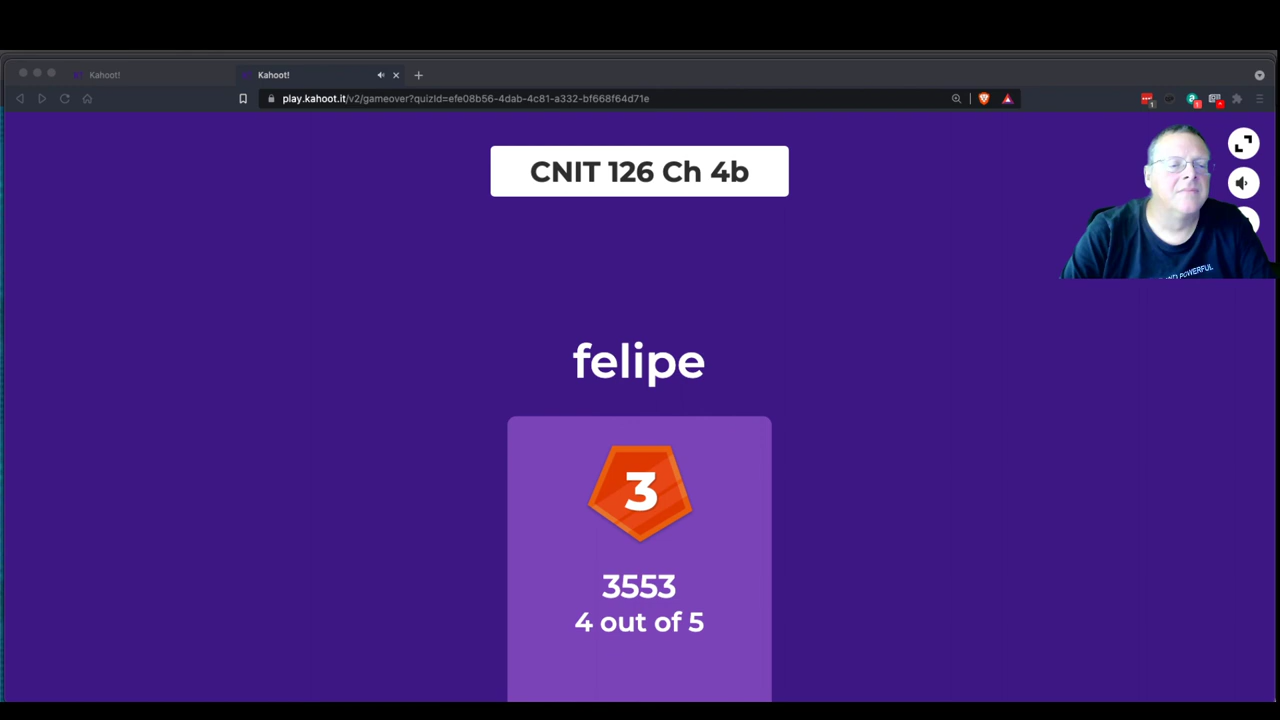 Kahoot!
Kahoot!
play.kahoot.it/v2/gameover?quizId=efe08b56-4dab-4c81-a332-bf668f64d71e
CNIT 126 Ch 4b
POWERFUL
felipe
3
3553
4 out of 5